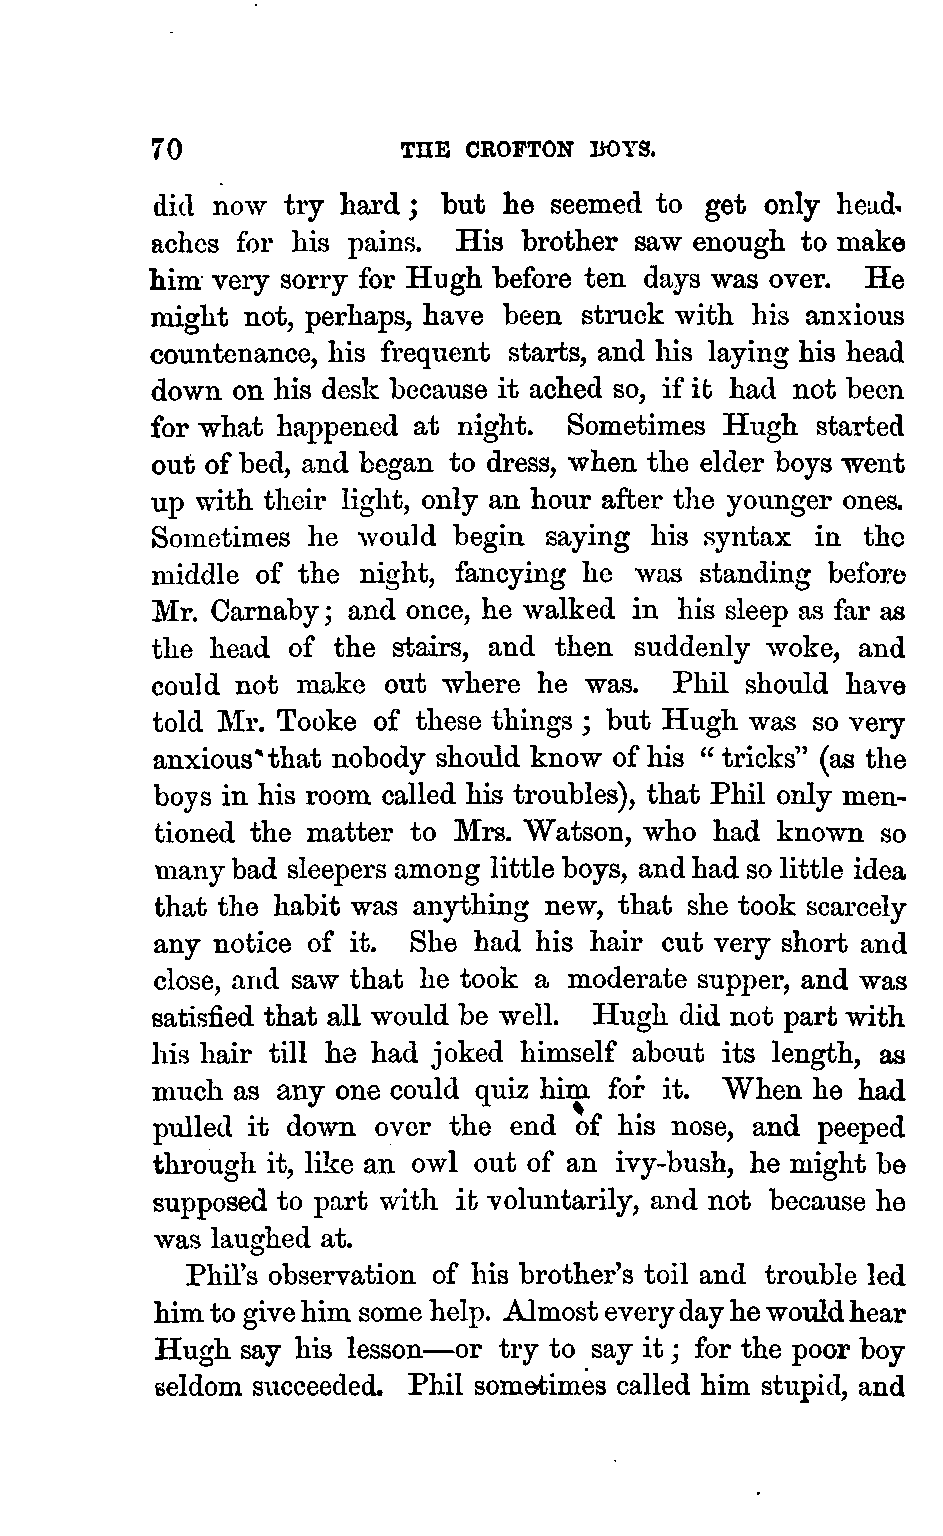 70 THE CROFTON BOYS.
did now try hard; but he seemed to get only head-
aches for his pains. His brother saw enough to make
him very sorry for Hugh before ten days was over. He
might not, perhaps, have been struck with his anxious
countenance, his frequent starts, and his laying his head
down on his desk because it ached so, if it had not been
for what happened at night. Sometimes Hugh started
out of bed, and began to dress, when the elder boys went
up with their light, only an hour after the younger ones.
Sometimes he would begin saying his syntax in the
middle of the night, fancying he was standing before
Mr. Carnaby; and once, he walked in his sleep as far as
the head of the stairs, and then suddenly woke, and
could not make out where he was. Phil should have
told Mr. Tooke of these things; but Hugh was so very
anxious that nobody should know of his "tricks" (as the
boys in his room called his troubles), that Phil only men-
tioned the matter to Mrs. Watson, who had known so
many bad sleepers among little boys, and had so little idea
that the habit was anything new, that she took scarcely
any notice of it. She had his hair cut very short and
close, and saw that he took a moderate supper, and was
satisfied that all would be well. Hugh did not part with
his hair till he had joked himself about its length, as
much as any one could quiz him for it. When he had
pulled it down over the end of his nose, and peeped
through it, like an owl out of an ivy-bush, he might be
supposed to part with it voluntarily, and not because he
was laughed at.
Phil's observation of his brother's toil and trouble led
him to give him some help. Almost every day he would hear
Hugh say his lesson—or try to say it; for the poor boy
seldom succeeded. Phil sometimes called him stupid, and